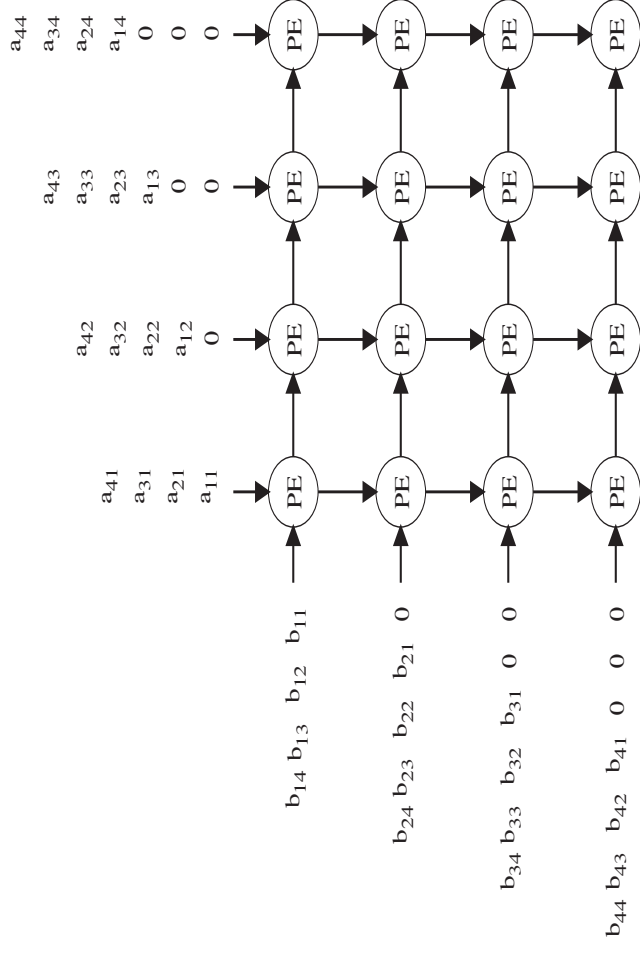 a44
a43 a34
a42 a33 a24
a41 a32 a23 a14
a31 a22 a13 0
a21 a12 0 0
a11 0 0 0
b14 b13 b12 b11 PE PE PE PE
b24 b23 b22 b21 0 PE PE PE PE
b34 b33 b32 b31 0 0 PE PE PE PE
b44 b43 b42 b41 0 0 0 PE PE PE PE